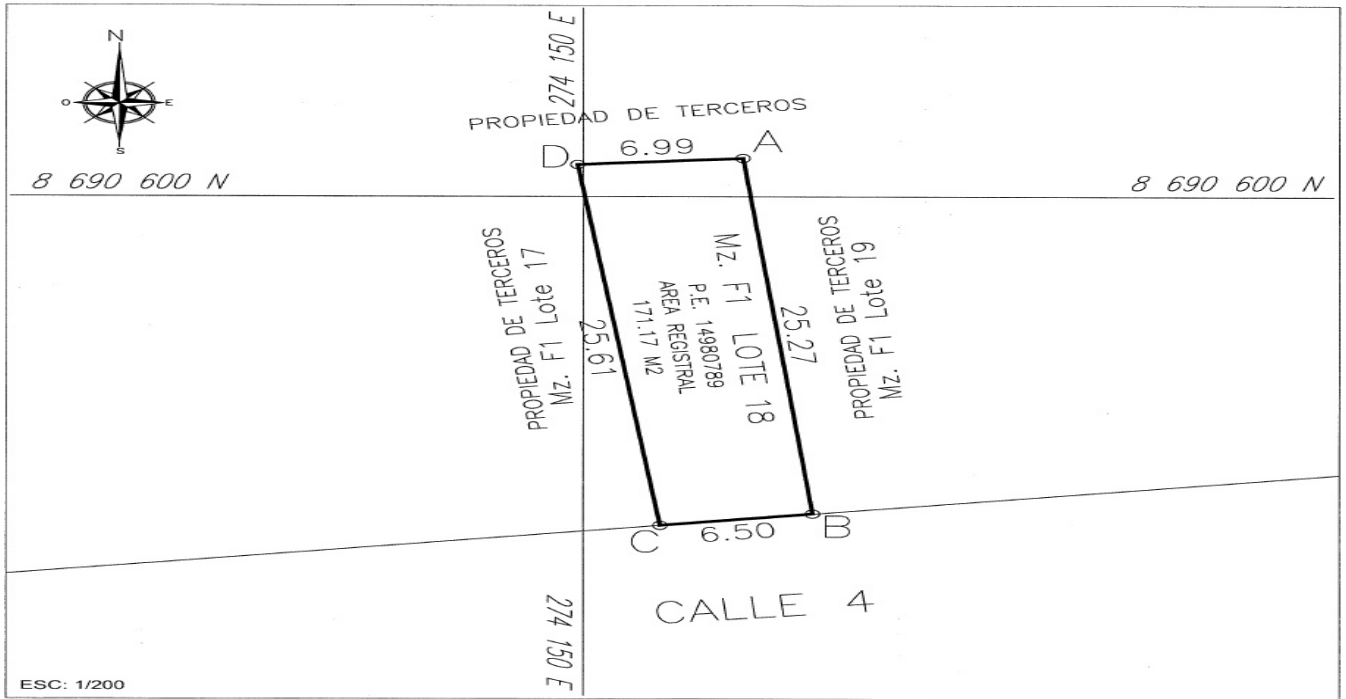 N
O
E
S
274 150 E
PROPIEDAD DE TERCEROS
D
6.99
A
8 690 600 N
8 690 600 N
PROPIEDAD DE TERCEROS
Mz. F1 Lote 17
25.61
MZ. F1 LOTE 18
P.E. 14980789
AREA REGISTRAL
171.17 M2
25.27
PROPIEDAD DE TERCEROS
Mz. F1 Lote 19
C
6.50
B
CALLE 4
274 150 E
ESC: 1/200